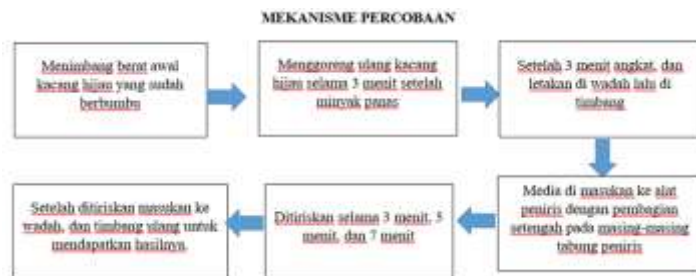 MEKANISME PERCOBAAN
Menimbang berat awal
kacang hijau yang sudah
berbumbu
Menggoreng ulang kacang
hijau selama 3 menit setelah
minyak panas
Setelah 3 menit angkat, dan
letakan di wadah lalu di
timbang
Media di masukan ke alat
peniris dengan pembagian
setengah pada masing-masing
tabung peniris
Ditiriskan selama 3 menit, 5
menit, dan 7 menit
Setelah ditiriskan masukan ke
wadah, dan timbang ulang untuk
mendapatkan hasilnya.